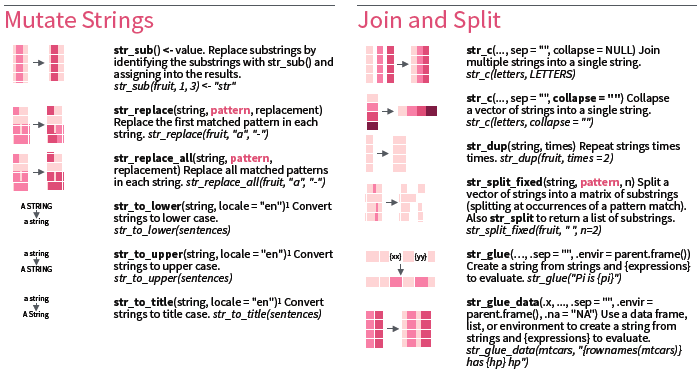 Mutate Strings
str_sub() <- value. Replace substrings by
identifying the substrings with str_sub() and
assigning into the results.
str_sub(fruit, 1, 3) <- "str"
str_replace(string, pattern, replacement)
Replace the first matched pattern in each
string. str_replace(fruit, "a", "-")
str_replace_all(string, pattern,
replacement) Replace all matched patterns
in each string. str_replace_all(fruit, "a", "-")
A STRING
a string
str_to_lower(string, locale = "en")¹ Convert
strings to lower case.
str_to_lower(sentences)
a string
A STRING
str_to_upper(string, locale = "en")¹ Convert
strings to upper case.
str_to_upper(sentences)
a string
A String
str_to_title(string, locale = "en")¹ Convert
strings to title case. str_to_title(sentences)
Join and Split
str_c(..., sep = "", collapse = NULL) Join
multiple strings into a single string.
str_c(letters, LETTERS)
str_c(..., sep = "", collapse = "") Collapse
a vector of strings into a single string.
str_c(letters, collapse = "")
str_dup(string, times) Repeat strings times
times. str_dup(fruit, times = 2)
str_split_fixed(string, pattern, n) Split a
vector of strings into a matrix of substrings
(splitting at occurrences of a pattern match).
Also str_split to return a list of substrings.
str_split_fixed(fruit, " ", n=2)
{xx} {yy}
str_glue(…, .sep = "", .envir = parent.frame())
Create a string from strings and {expressions}
to evaluate. str_glue("Pi is {pi}")
str_glue_data(.x, ..., .sep = "", .envir =
parent.frame(), .na = "NA") Use a data frame,
list, or environment to create a string from
strings and {expressions} to evaluate.
str_glue_data(mtcars, "{rownames(mtcars)}
has {hp} hp")